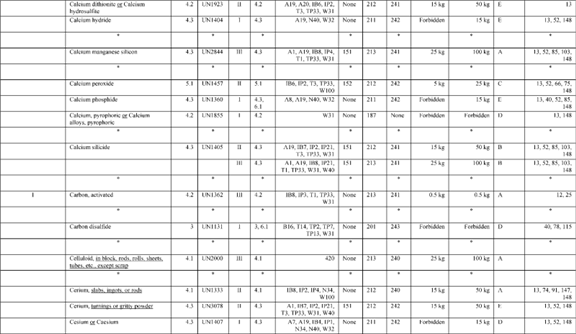 Calcium dithionite or Calcium hydrosulfite 4.2 UN1923 II 4.2 A19, A20, IB6, IP2, T3, TP33, W31 None 212 241 15 kg 50 kg E 13
Calcium hydride 4.3 UN1404 I 4.3 A19, N40, W32 None 211 242 Forbidden 15 kg E 13, 52, 148
* * * * * * *
Calcium manganese silicon 4.3 UN2844 III 4.3 A1, A19, IB8, IP4, T1, TP33, W31 151 213 241 25 kg 100 kg A 13, 52, 85, 103, 148
* * * * * * *
Calcium peroxide 5.1 UN1457 II 5.1 IB6, IP2, T3, TP33, W100 152 212 242 5 kg 25 kg C 13, 52, 66, 75, 148
Calcium phosphide 4.3 UN1360 I 4.3, 6.1 A8, A19, N40, W32 None 211 242 Forbidden 15 kg E 13, 40, 52, 85, 148
Calcium, pyrophoric or Calcium alloys, pyrophoric 4.2 UN1855 I 4.2 W31 None 187 None Forbidden Forbidden D 13, 148
* * * * * * *
Calcium silicide 4.3 UN1405 II 4.3 A19, IB7, IP2, IP21, T3, TP33, W31 151 212 241 15 kg 50 kg B 13, 52, 85, 103, 148
III 4.3 A1, A19, IB8, IP21, T1, TP33, W31, W40 151 213 241 25 kg 100 kg B 13, 52, 85, 103, 148
* * * * * * *
I Carbon, activated 4.2 UN1362 III 4.2 IB8, IP3, T1, TP33, W31 None 213 241 0.5 kg 0.5 kg A 12, 25
* * * * * * *
Carbon disulfide 3 UN1131 I 3, 6.1 B16, T14, TP2, TP7, TP13, W31 None 201 243 Forbidden Forbidden D 40, 78, 115
* * * * * * *
Celluloid, in block, rods, rolls, sheets, tubes, etc., except scrap 4.1 UN2000 III 4.1 420 None 213 240 25 kg 100 kg A
* * * * * * *
Cerium, slabs, ingots, or rods 4.1 UN1333 II 4.1 IB8, IP2, IP4, N34, W100 None 212 240 15 kg 50 kg A 13, 74, 91, 147, 148
Cerium, turnings or gritty powder 4.3 UN3078 II 4.3 A1, IB7, IP2, IP21, T3, TP33, W31, W40 151 212 242 15 kg 50 kg E 13, 52, 148
Cesium or Caesium 4.3 UN1407 I 4.3 A7, A19, IB4, IP1, N34, N40, W32 None 211 242 Forbidden 15 kg D 13, 52, 148
* * * * * * *